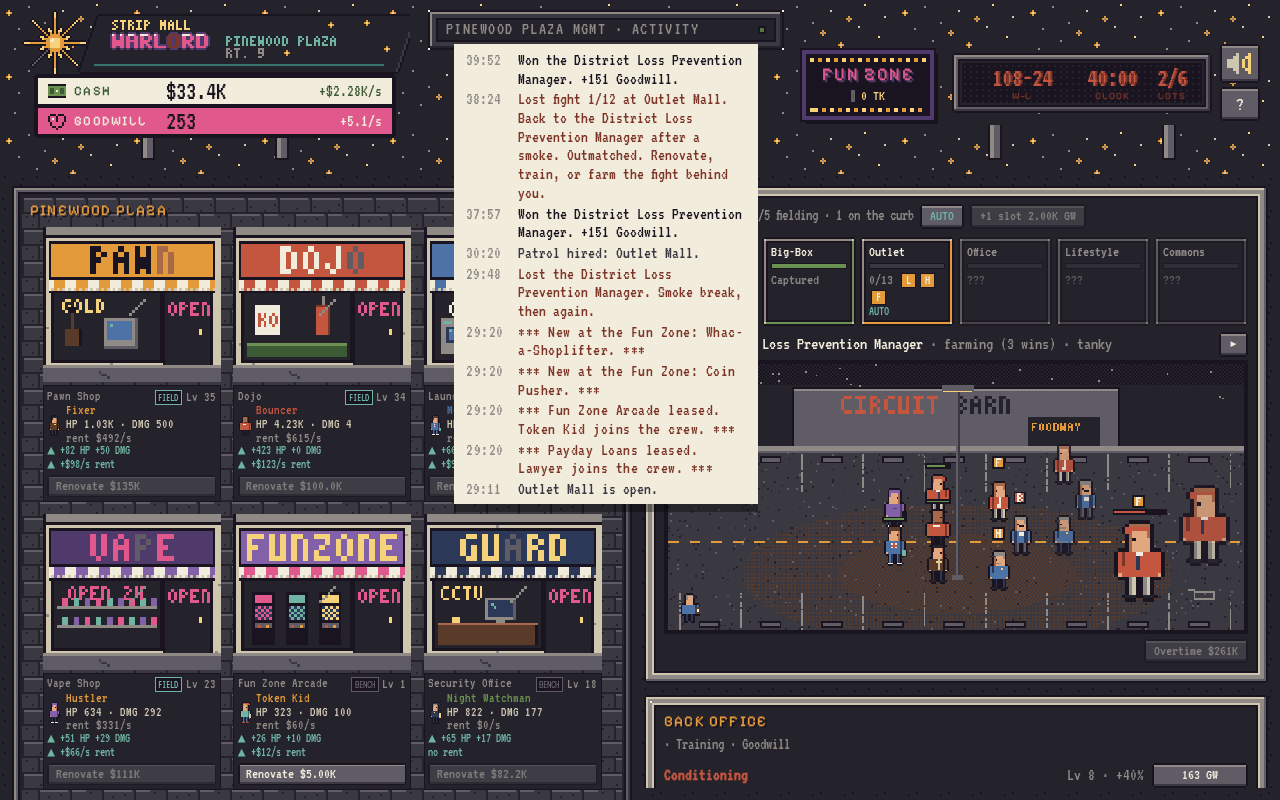 STRIP MALL
WARLORD
PINEWOOD PLAZA
RT. 9
CASH $33.4K +$2.28K/s
GOODWILL 253 +5.1/s
PINEWOOD PLAZA MGMT · ACTIVITY
39:52 Won the District Loss Prevention
Manager. +151 Goodwill.
38:24 Lost fight 1/12 at Outlet Mall.
Back to the District Loss
Prevention Manager after a
smoke. Outmatched. Renovate,
train, or farm the fight behind
you.
37:57 Won the District Loss Prevention
Manager. +151 Goodwill.
30:20 Patrol hired: Outlet Mall.
29:48 Lost the District Loss
Prevention Manager. Smoke break,
then again.
29:20 *** New at the Fun Zone: Whac-
a-Shoplifter. ***
29:20 *** New at the Fun Zone: Coin
Pusher. ***
29:20 *** Fun Zone Arcade leased.
Token Kid joins the crew. ***
29:20 *** Payday Loans leased.
Lawyer joins the crew. ***
29:11 Outlet Mall is open.
FUN ZONE
0 TK
108-24 40:00 2/6
W-L CLOCK LOTS
?
PINEWOOD PLAZA
PAWN
GOLD
OPEN
Pawn Shop FIELD Lv 35
Fixer
HP 1.03K · DMG 500
rent $492/s
▲ +82 HP +50 DMG
▲ +$98/s rent
Renovate $135K
DOJO
KO
OPEN
Dojo FIELD Lv 34
Bouncer
HP 4.23K · DMG 4
rent $615/s
▲ +423 HP +0 DMG
▲ +$123/s rent
Renovate $100.0K
VAPE
OPEN 2K
OPEN
Vape Shop FIELD Lv 23
Hustler
HP 634 · DMG 292
rent $331/s
▲ +51 HP +29 DMG
▲ +$66/s rent
Renovate $111K
FUNZONE
OPEN
Fun Zone Arcade BENCH Lv 1
Token Kid
HP 323 · DMG 100
rent $60/s
▲ +26 HP +10 DMG
▲ +$12/s rent
Renovate $5.00K
GUARD
CCTV
OPEN
Security Office BENCH Lv 18
Night Watchman
HP 822 · DMG 177
rent $0/s
▲ +65 HP +17 DMG
no rent
Renovate $82.2K
/5 fielding · 1 on the curb AUTO +1 slot 2.00K GW
Big-Box
Captured
Outlet
0/13 L H
F
AUTO
Office
???
Lifestyle
???
Commons
???
Loss Prevention Manager · farming (3 wins) · tanky
CIRCUIT BARN
FOODWAY
F
B
F
M
Overtime $261K
BACK OFFICE
· Training · Goodwill
Conditioning Lv 8 · +40% 163 GW